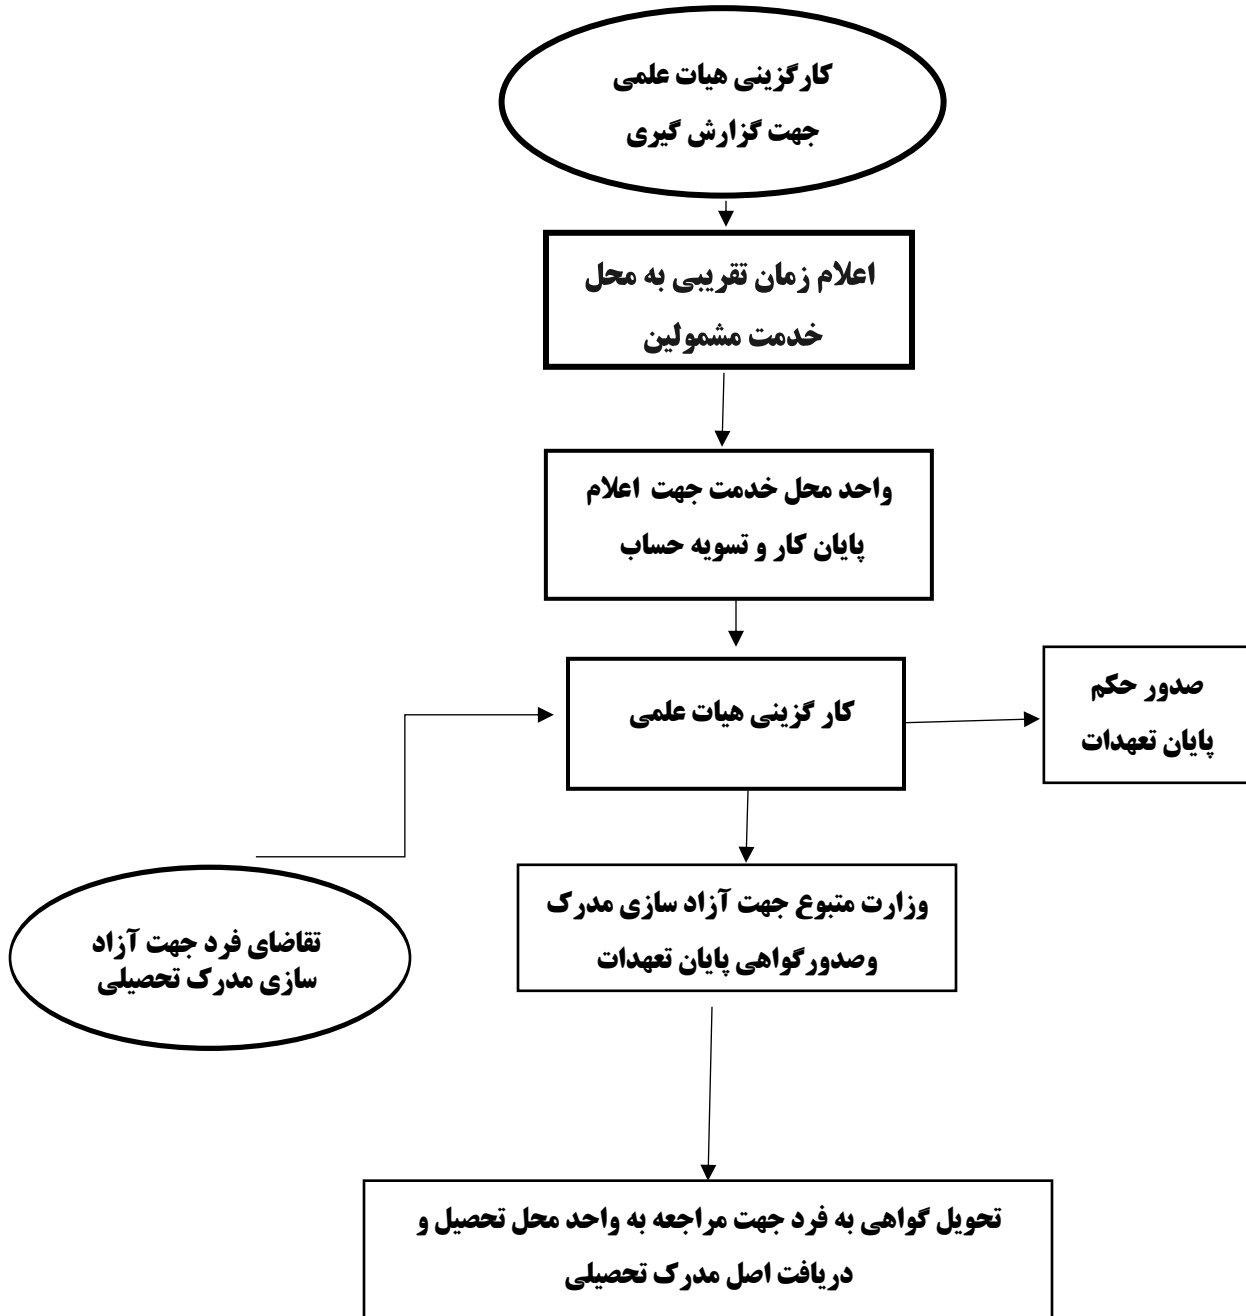 کارگزینی هیات علمی
جهت گزارش گیری
اعلام زمان تقریبی به محل
خدمت مشمولین
واحد محل خدمت جهت اعلام
پایان کار و تسویه حساب
کار گزینی هیات علمی
صدور حکم
پایان تعهدات
وزارت متبوع جهت آزاد سازی مدرک
وصدورگواهی پایان تعهدات
تقاضای فرد جهت آزاد
سازی مدرک تحصیلی
تحویل گواهی به فرد جهت مراجعه به واحد محل تحصیل و
دریافت اصل مدرک تحصیلی